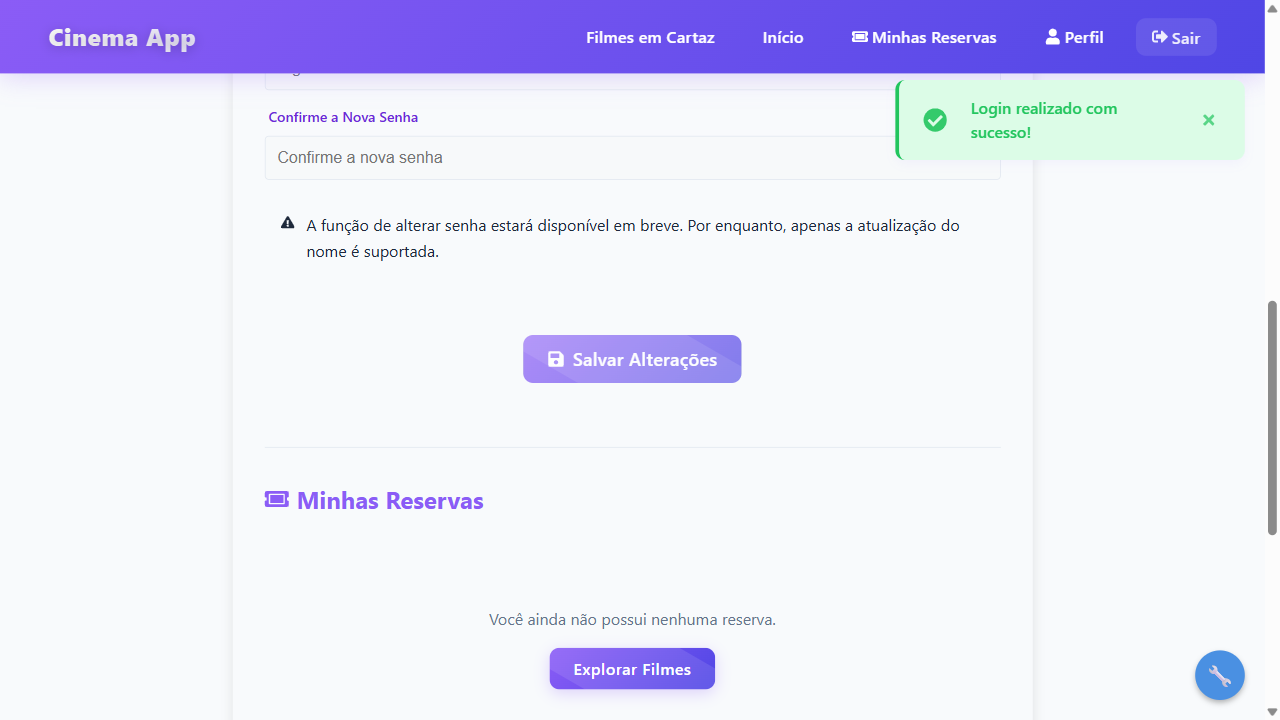 Cinema App
Filmes em Cartaz
Início
Minhas Reservas
Perfil
Sair
Login realizado com
sucesso!
Confirme a Nova Senha
Confirme a nova senha
A função de alterar senha estará disponível em breve. Por enquanto, apenas a atualização do
nome é suportada.
Salvar Alterações
Minhas Reservas
Você ainda não possui nenhuma reserva.
Explorar Filmes